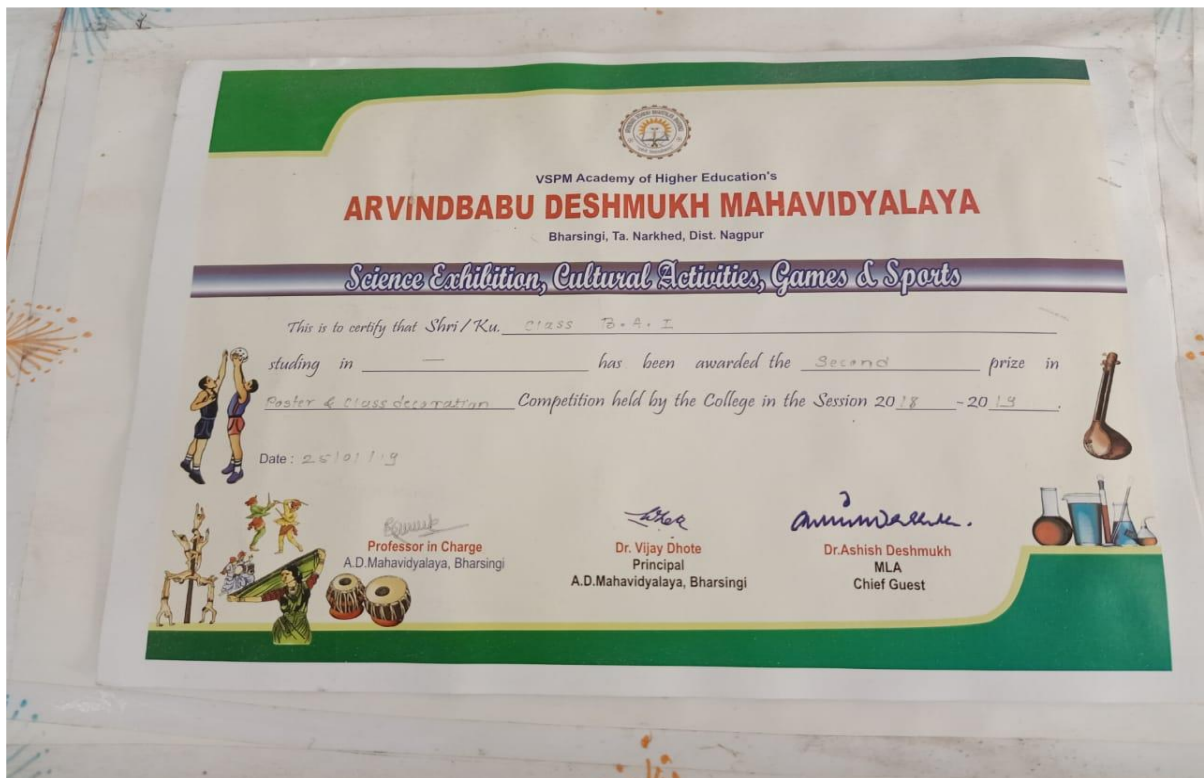 VSPM Academy of Higher Education's
ARVINDBABU DESHMUKH MAHAVIDYALAYA
Bharsingi, Ta. Narkhed, Dist. Nagpur
Science Exhibition, Cultural Activities, Games & Sports
This is to certify that Shri/Ku. Class B.A.I
studing in — has been awarded the Second prize in
Poster & Class decoration Competition held by the College in the Session 2018 - 2019.
Date : 25/01/19
Professor in Charge
A.D.Mahavidyalaya, Bharsingi
Dr. Vijay Dhote
Principal
A.D.Mahavidyalaya, Bharsingi
Dr.Ashish Deshmukh
MLA
Chief Guest